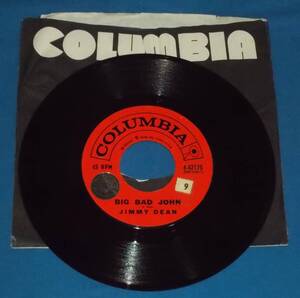 COLUMBIA
COLUMBIA
45 RPM
4-42175
9
BIG BAD JOHN
JIMMY DEAN